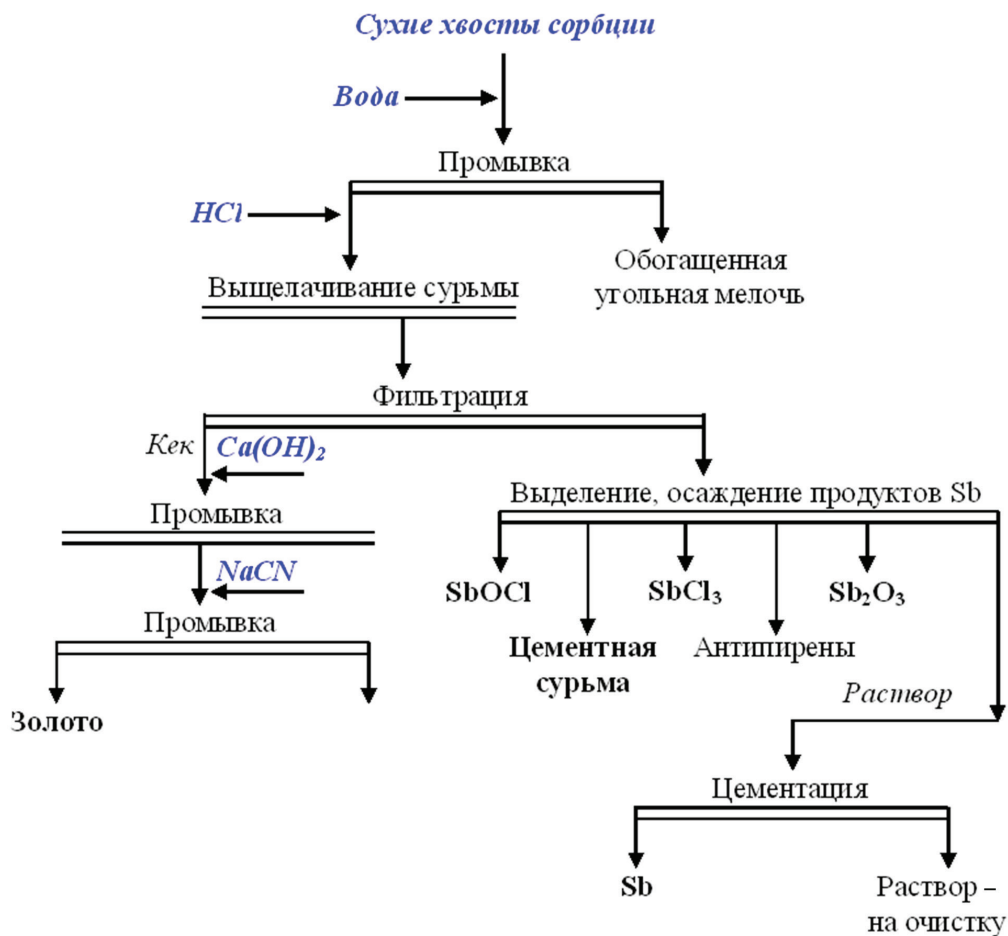 Сухие хвосты сорбции
Вода
Промывка
HCl
Обогащенная
угольная мелочь
Выщелачивание сурьмы
Фильтрация
Кек
Ca(OH)2
Выделение, осаждение продуктов Sb
Промывка
NaCN
SbOCl
SbCl3
Sb2O3
Промывка
Цементная
сурьма
Антипирены
Золото
Раствор
Цементация
Sb
Раствор –
на очистку